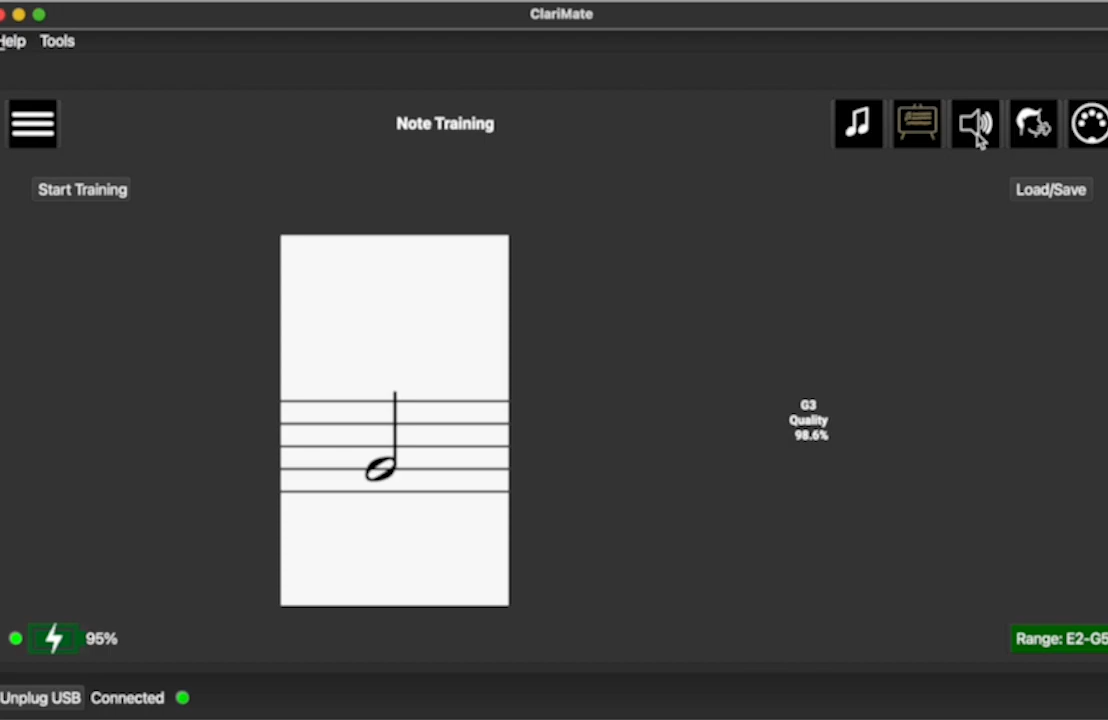 ClariMate
Help Tools
Note Training
Start Training
Load/Save
G3
Quality
98.6%
95%
Range: E2-G5
Unplug USB Connected